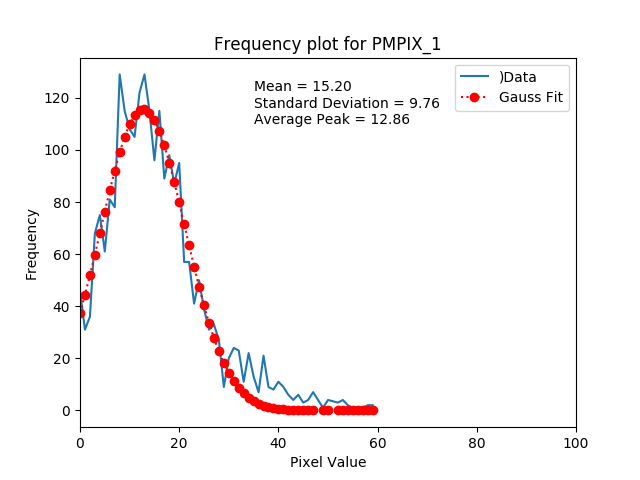 Frequency plot for PMPIX_1
Mean = 15.20
Standard Deviation = 9.76
Average Peak = 12.86
)Data
Gauss Fit
Frequency
120
100
80
60
40
20
0
0 20 40 60 80 100
Pixel Value